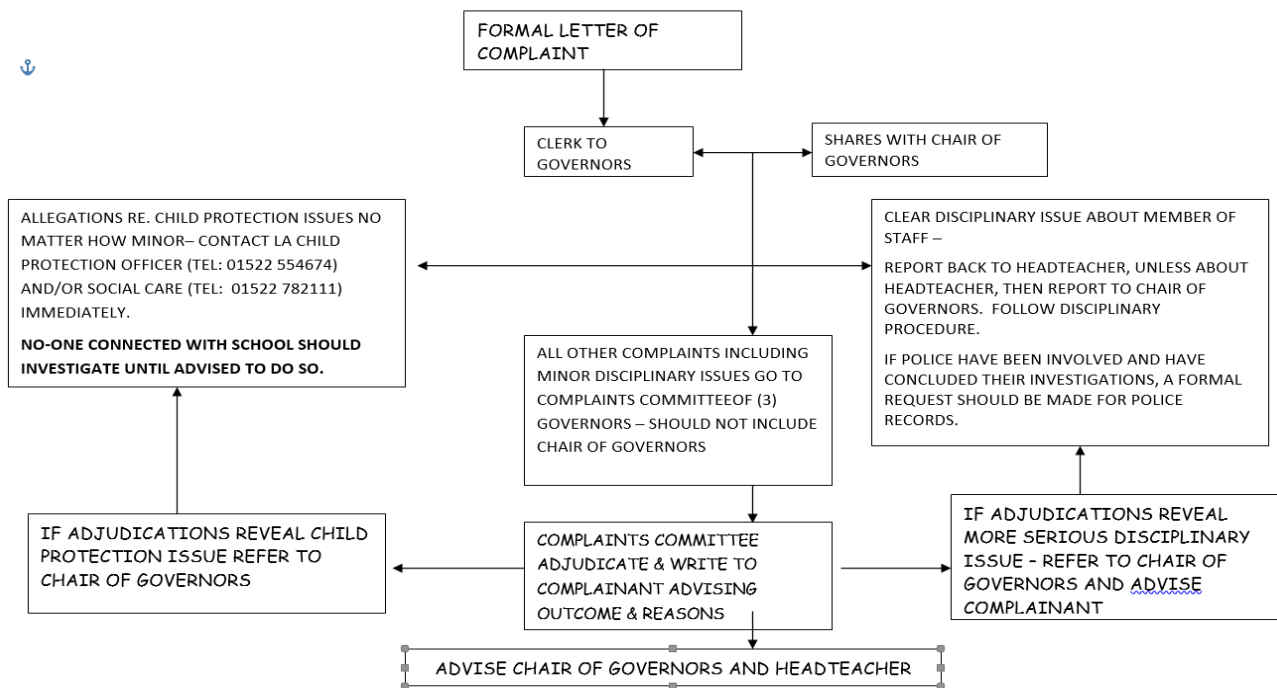 FORMAL LETTER OF
COMPLAINT
CLERK TO
GOVERNORS
SHARES WITH CHAIR OF
GOVERNORS
ALLEGATIONS RE. CHILD PROTECTION ISSUES NO
MATTER HOW MINOR– CONTACT LA CHILD
PROTECTION OFFICER (TEL: 01522 554674)
AND/OR SOCIAL CARE (TEL:  01522 782111)
IMMEDIATELY.
NO-ONE CONNECTED WITH SCHOOL SHOULD
INVESTIGATE UNTIL ADVISED TO DO SO.
CLEAR DISCIPLINARY ISSUE ABOUT MEMBER OF
STAFF –
REPORT BACK TO HEADTEACHER, UNLESS ABOUT
HEADTEACHER, THEN REPORT TO CHAIR OF
GOVERNORS.  FOLLOW DISCIPLINARY
PROCEDURE.
IF POLICE HAVE BEEN INVOLVED AND HAVE
CONCLUDED THEIR INVESTIGATIONS, A FORMAL
REQUEST SHOULD BE MADE FOR POLICE
RECORDS.
ALL OTHER COMPLAINTS INCLUDING
MINOR DISCIPLINARY ISSUES GO TO
COMPLAINTS COMMITTEEOF (3)
GOVERNORS – SHOULD NOT INCLUDE
CHAIR OF GOVERNORS
IF ADJUDICATIONS REVEAL CHILD
PROTECTION ISSUE REFER TO
CHAIR OF GOVERNORS
COMPLAINTS COMMITTEE
ADJUDICATE & WRITE TO
COMPLAINANT ADVISING
OUTCOME & REASONS
IF ADJUDICATIONS REVEAL
MORE SERIOUS DISCIPLINARY
ISSUE – REFER TO CHAIR OF
GOVERNORS AND ADVISE
COMPLAINANT
ADVISE CHAIR OF GOVERNORS AND HEADTEACHER